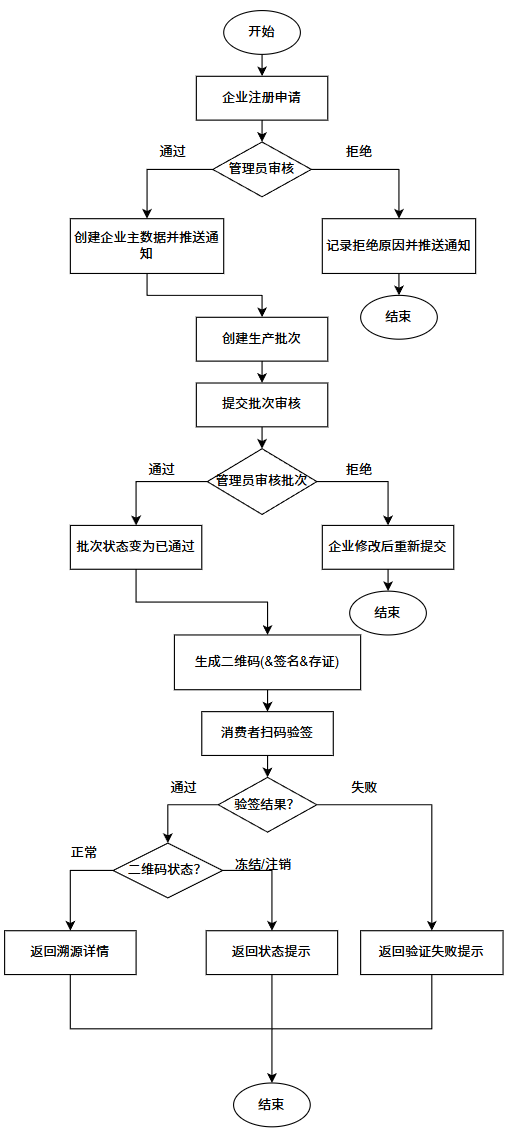 开始
企业注册申请
通过
管理员审核
拒绝
创建企业主数据并推送通
知
记录拒绝原因并推送通知
结束
创建生产批次
提交批次审核
通过
管理员审核批次
拒绝
批次状态变为已通过
企业修改后重新提交
结束
生成二维码(&签名&存证)
消费者扫码验签
通过
验签结果？
失败
正常
二维码状态？
冻结/注销
返回溯源详情
返回状态提示
返回验证失败提示
结束